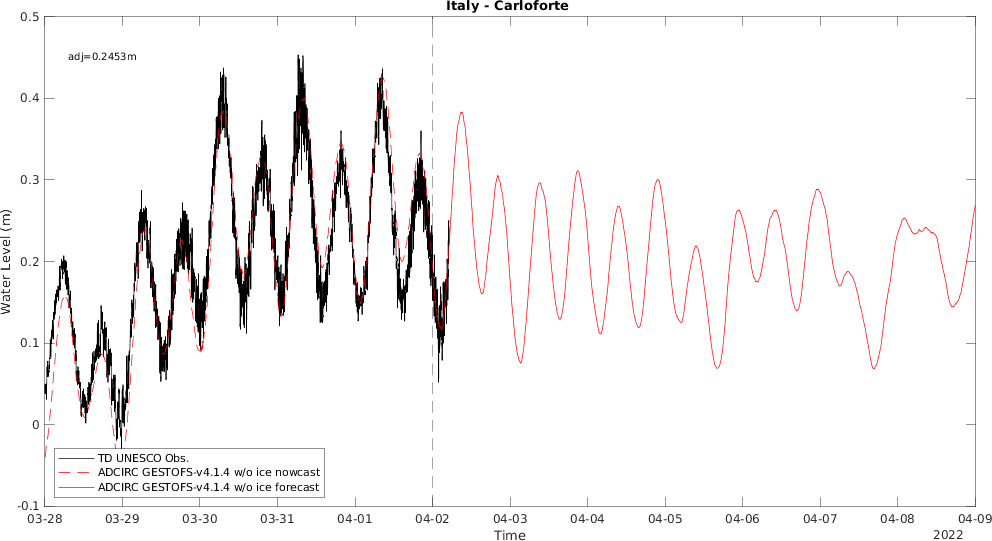 Italy - Carloforte
adj=0.2453m
0.5
0.4
0.3
0.2
0.1
0
-0.1
Water Level (m)
TD UNESCO Obs.
ADCIRC GESTOFS-v4.1.4 w/o ice nowcast
ADCIRC GESTOFS-v4.1.4 w/o ice forecast
03-28 03-29 03-30 03-31 04-01 04-02 04-03 04-04 04-05 04-06 04-07 04-08 04-09
Time
2022